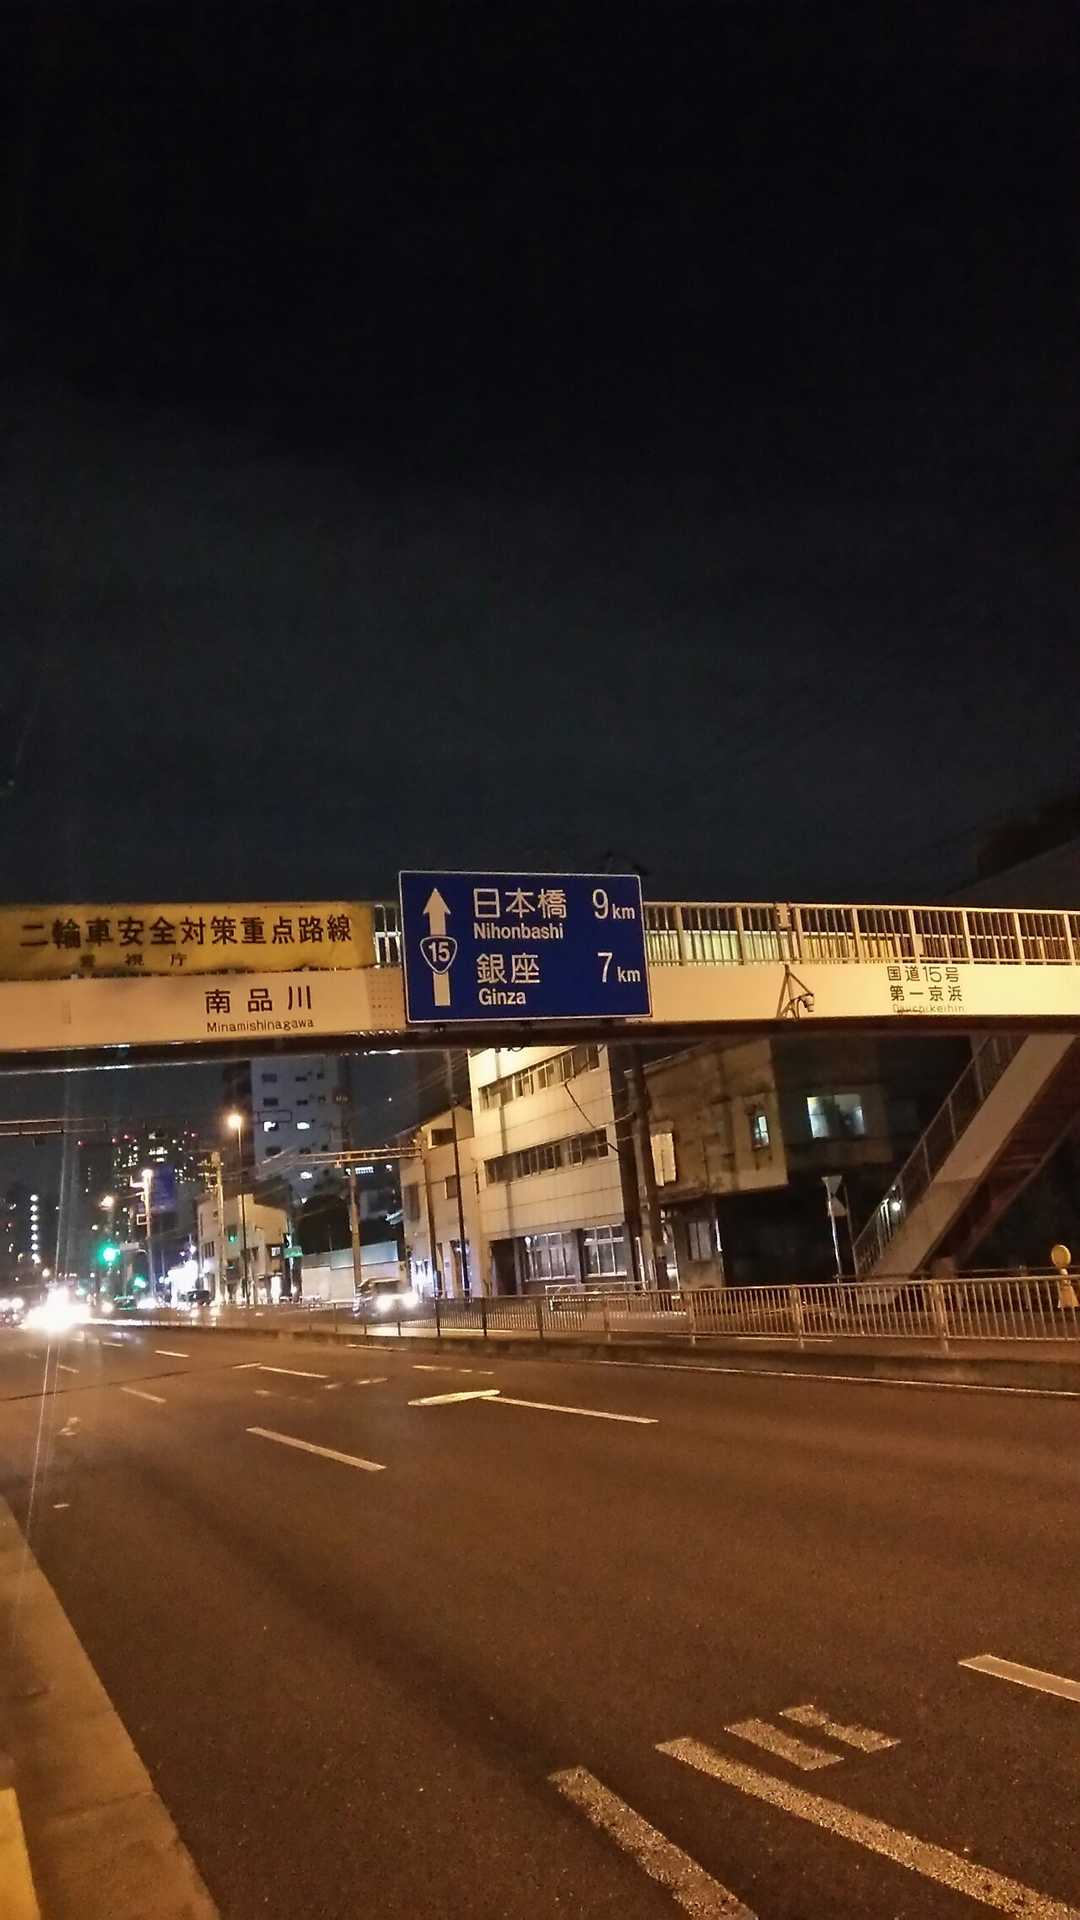 二輪車安全対策重点路線
警視庁
南品川
Minamishinagawa
日本橋 9km
Nihonbashi
15
銀座 7km
Ginza
国道15号
第一京浜
Daiichikeihin